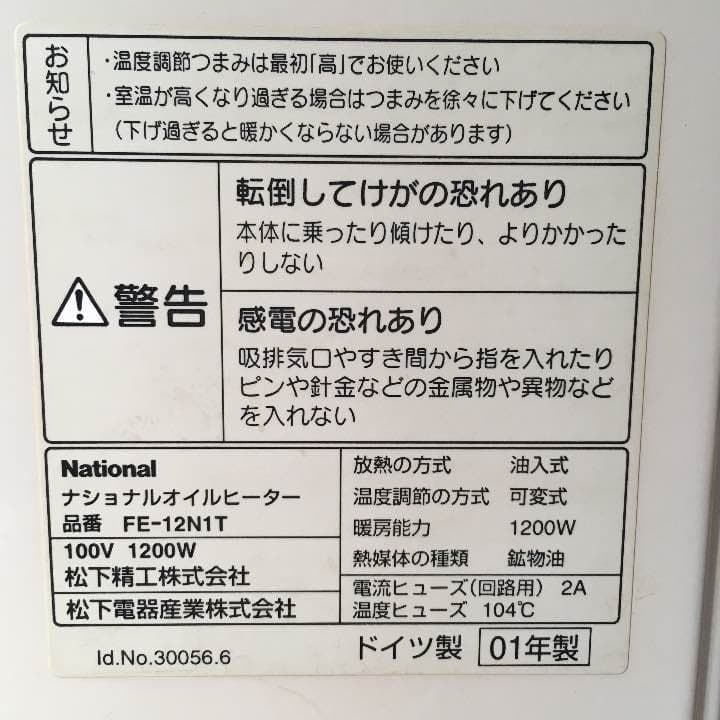 お知らせ
・温度調節つまみは最初「高」でお使いください
・室温が高くなり過ぎる場合はつまみを徐々に下げてください
（下げ過ぎると暖かくならない場合があります）
警告
転倒してけがの恐れあり
本体に乗ったり傾けたり、よりかかった
りしない
感電の恐れあり
吸排気口やすき間から指を入れたり
ピンや針金などの金属物や異物など
を入れない
National
ナショナルオイルヒーター
品番 FE-12N1T
100V 1200W
松下精工株式会社
松下電器産業株式会社
放熱の方式 油入式
温度調節の方式 可変式
暖房能力 1200W
熱媒体の種類 鉱物油
電流ヒューズ（回路用） 2A
温度ヒューズ 104℃
Id.No.30056.6
ドイツ製 01年製